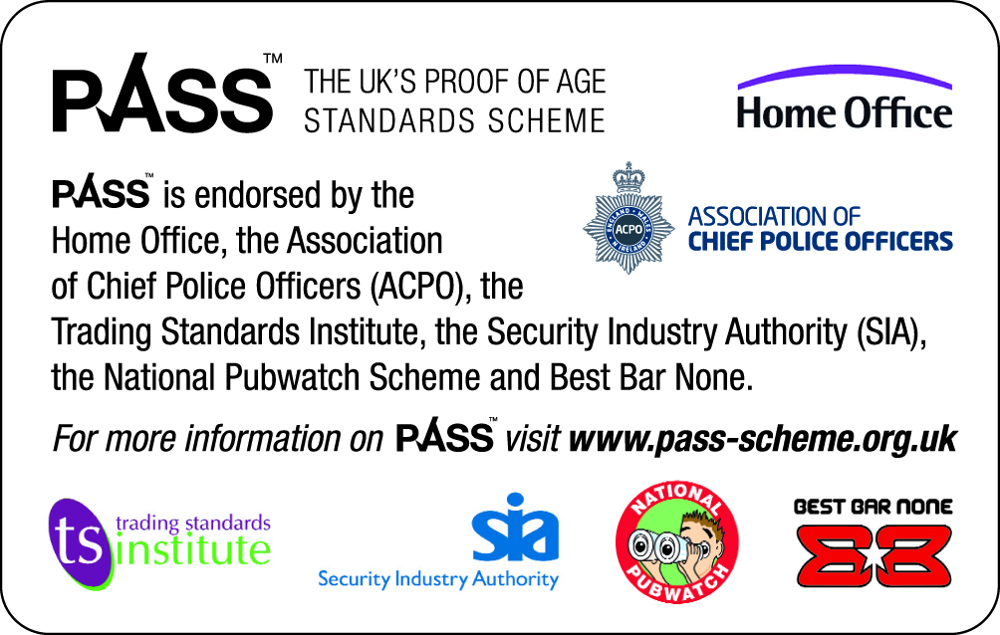 PASS™ THE UK'S PROOF OF AGE
STANDARDS SCHEME
Home Office
PASS™ is endorsed by the
Home Office, the Association
of Chief Police Officers (ACPO), the
Trading Standards Institute, the Security Industry Authority (SIA),
the National Pubwatch Scheme and Best Bar None.
ENGLAND • WALES
ACPO
N IRELAND
ASSOCIATION OF
CHIEF POLICE OFFICERS
For more information on PASS™ visit www.pass-scheme.org.uk
ts trading standards
institute
sia
Security Industry Authority
NATIONAL
PUBWATCH
BEST BAR NONE